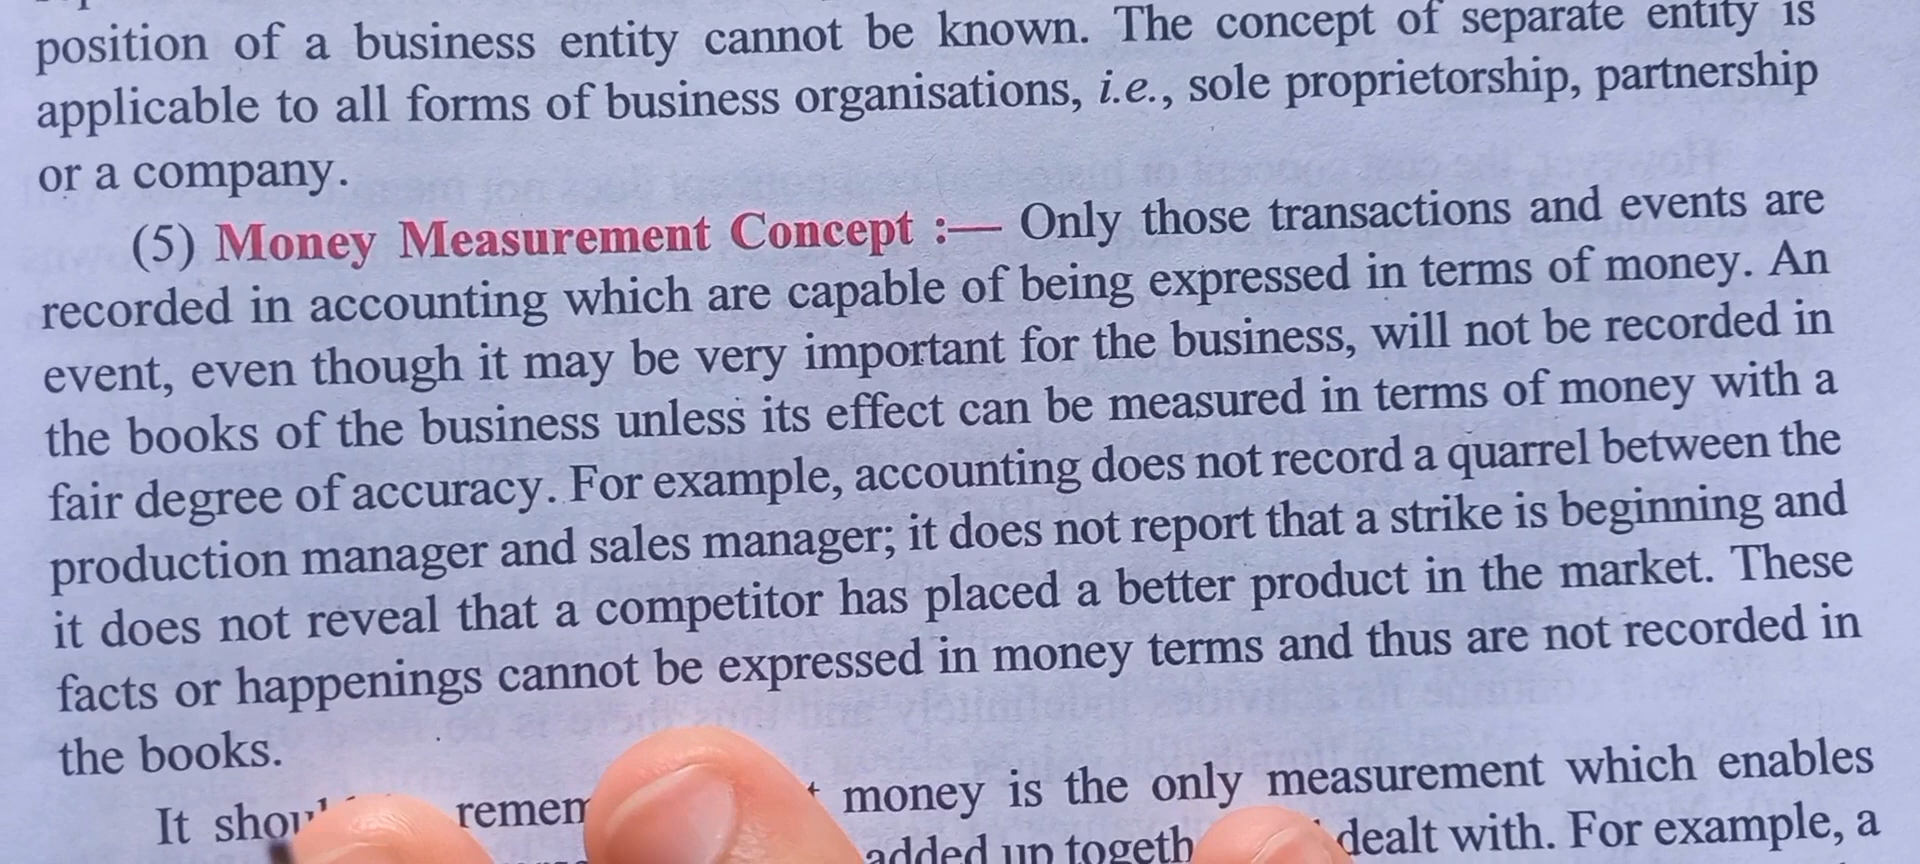 position of a business entity cannot be known. The concept of separate entity is
applicable to all forms of business organisations, i.e., sole proprietorship, partnership
or a company.
(5) Money Measurement Concept :— Only those transactions and events are
recorded in accounting which are capable of being expressed in terms of money. An
event, even though it may be very important for the business, will not be recorded in
the books of the business unless its effect can be measured in terms of money with a
fair degree of accuracy. For example, accounting does not record a quarrel between the
production manager and sales manager; it does not report that a strike is beginning and
it does not reveal that a competitor has placed a better product in the market. These
facts or happenings cannot be expressed in money terms and thus are not recorded in
the books.
It money is the only measurement which enables
added up dealt with. For example, a